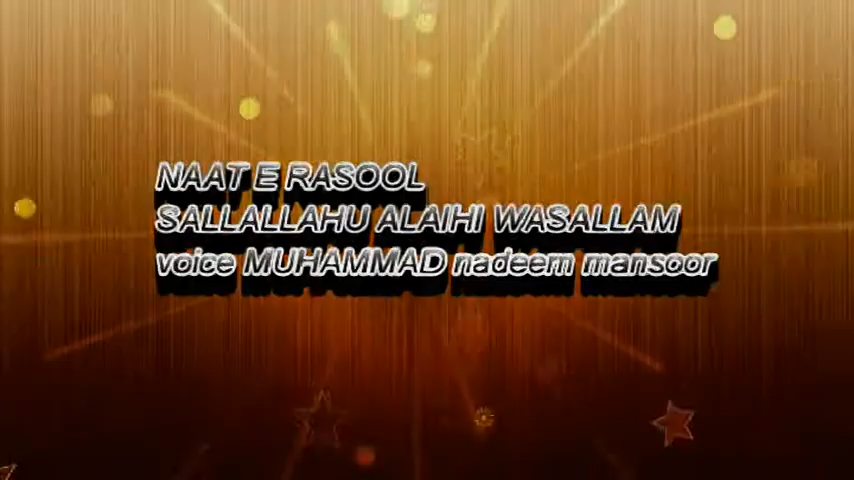 NAAT E RASOOL
SALLALLAHU ALAIHI WASALLAM
voice MUHAMMAD nadeem mansoor